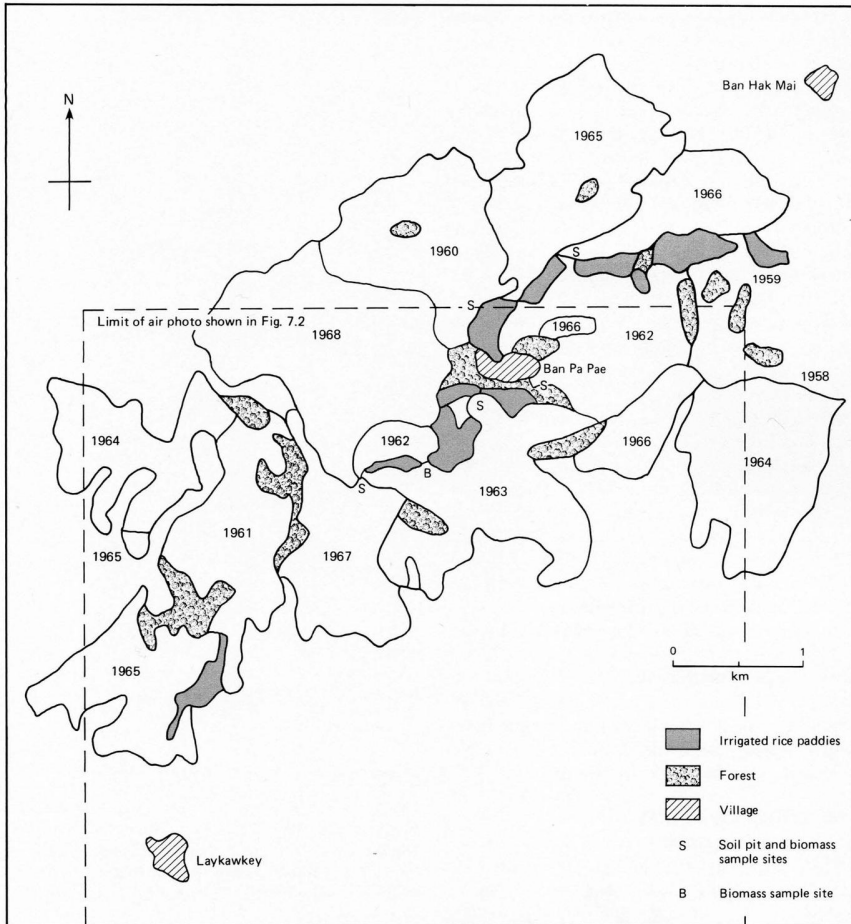 N
Ban Hak Mai
1965
1966
1960
1959
S
S
Limit of air photo shown in Fig. 7.2
1968
1966
1962
Ban Pa Pae
1958
S
S
1964
1962
1966
1964
B
S
1963
1961
1965
1967
1965
0 1
km
Irrigated rice paddies
Forest
Village
S Soil pit and biomass
sample sites
B Biomass sample site
Laykawkey